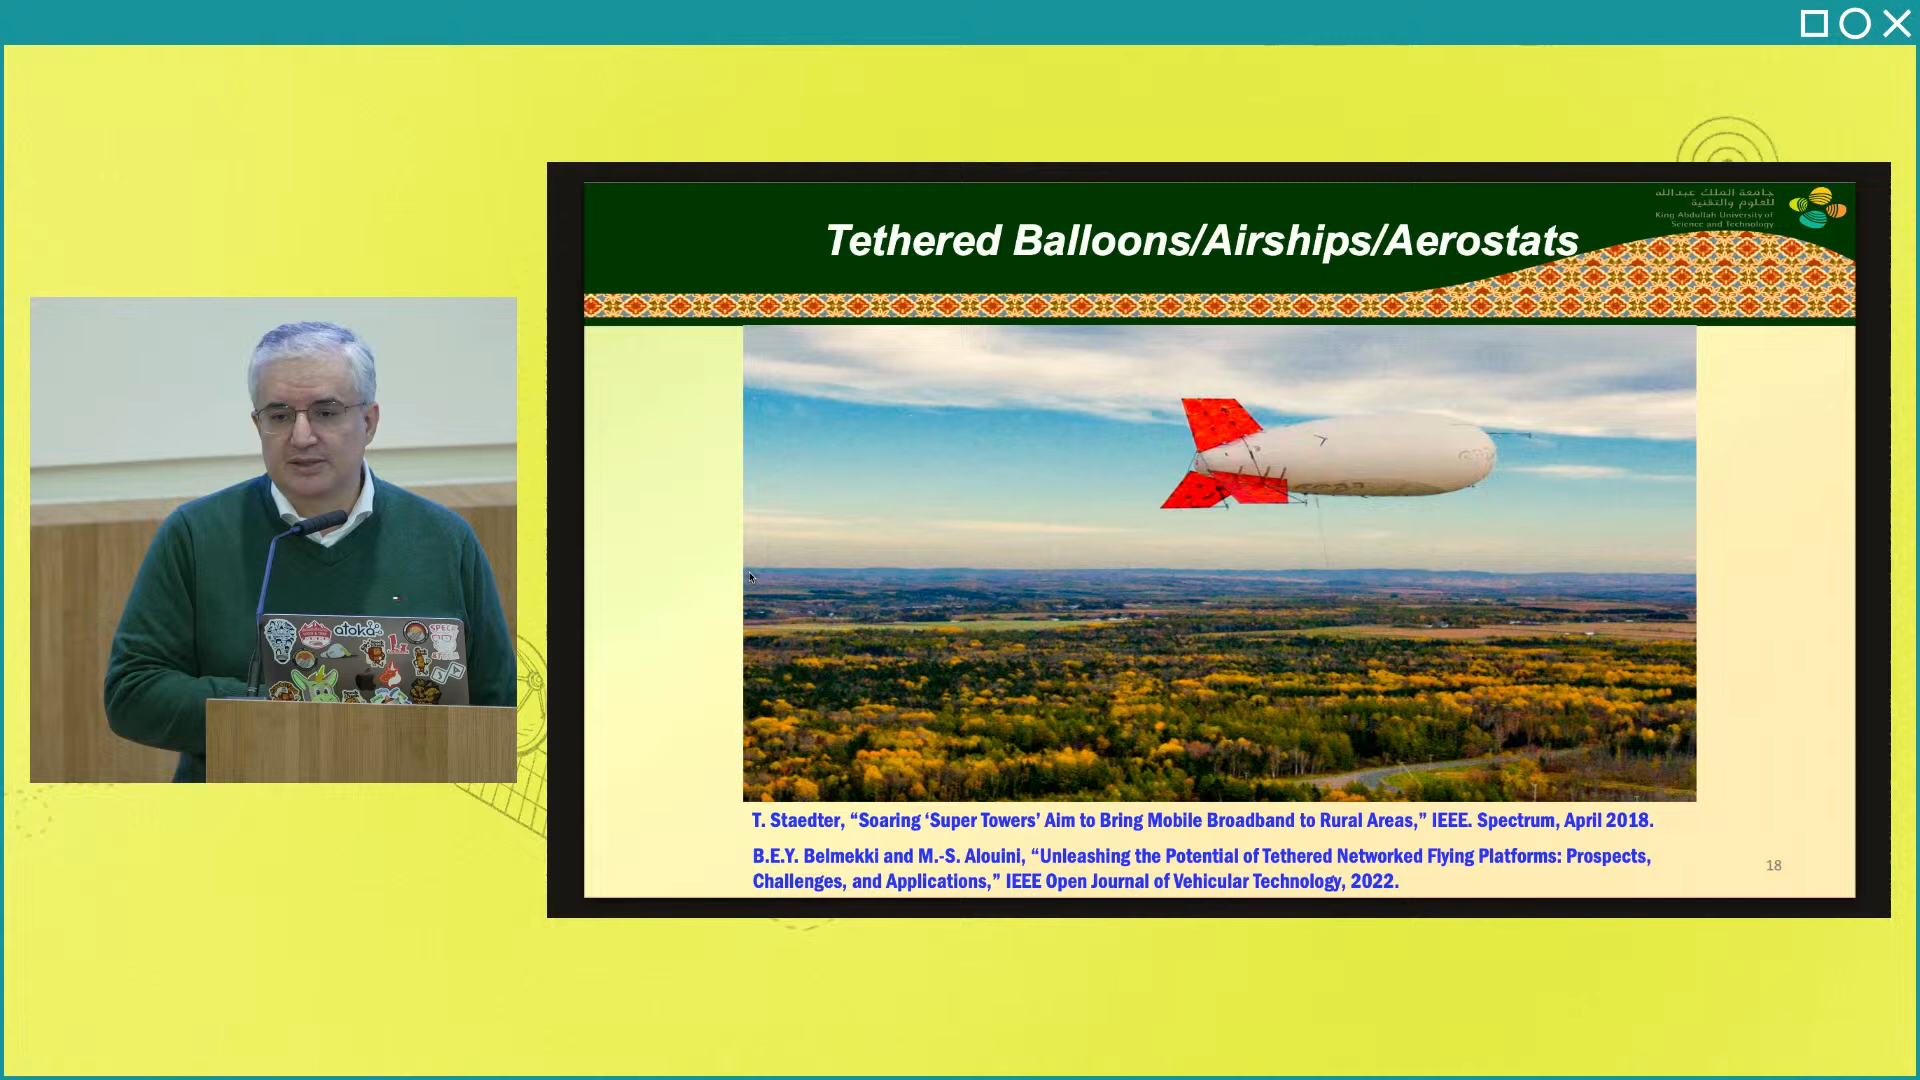 جامعة الملك عبدالله
للعلوم والتقنية
King Abdullah University of
Science and Technology
Tethered Balloons/Airships/Aerostats
T. Staedter, “Soaring ‘Super Towers’ Aim to Bring Mobile Broadband to Rural Areas,” IEEE. Spectrum, April 2018.
B.E.Y. Belmekki and M.-S. Alouini, “Unleashing the Potential of Tethered Networked Flying Platforms: Prospects,
Challenges, and Applications,” IEEE Open Journal of Vehicular Technology, 2022.
18
atoka